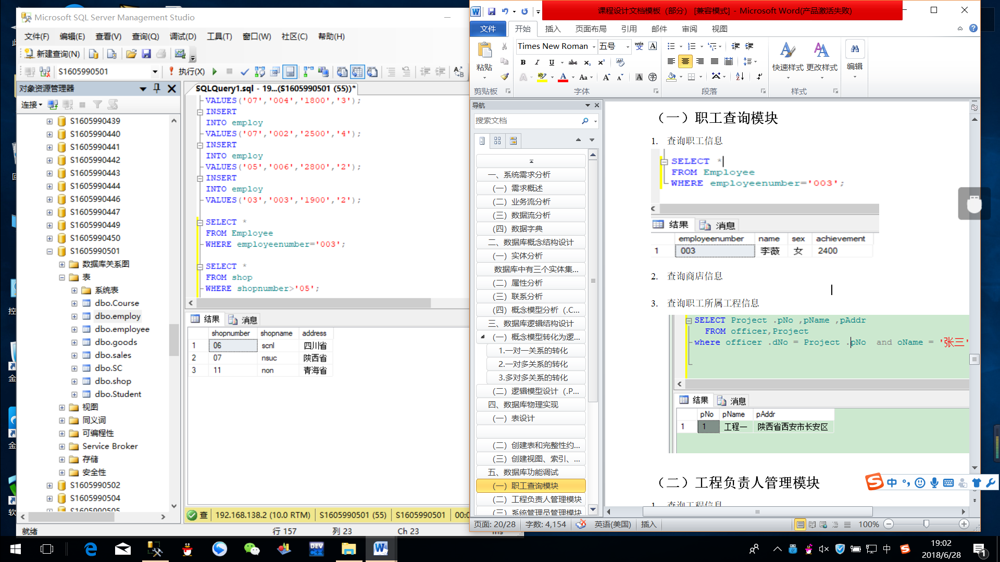 Microsoft SQL Server Management Studio
文件(F) 编辑(E) 查看(V) 查询(Q) 调试(D) 工具(T) 窗口(W) 社区(C) 帮助(H)
新建查询(N)
S1605990501 执行(X)
对象资源管理器
连接
S1605990439
S1605990440
S1605990441
S1605990442
S1605990443
S1605990444
S1605990446
S1605990447
S1605990449
S1605990450
S1605990501
数据库关系图
表
系统表
dbo.Course
dbo.employ
dbo.employee
dbo.goods
dbo.sales
dbo.SC
dbo.shop
dbo.Student
视图
同义词
可编程性
Service Broker
存储
安全性
S1605990502
S1605990504
S1605990505
就绪
SQLQuery1.sql - 19...(S1605990501 (55))*
VALUES('07','004','1800','3');
INSERT
INTO employ
VALUES('07','002','2500','4');
INSERT
INTO employ
VALUES('05','006','2800','2');
INSERT
INTO employ
VALUES('03','003','1900','2');
SELECT *
FROM Employee
WHERE employeenumber='003';
SELECT *
FROM shop
WHERE shopnumber>'05';
结果 消息
shopnumber shopname address
1 06 scnl 四川省
2 07 nsuc 陕西省
3 11 non 青海省
查 192.168.138.2 (10.0 RTM) S1605990501 (55) S1605990501 00:0
行 157 列 23 Ch 23 Ins
课程设计文档模板（部分） [兼容模式] - Microsoft Word(产品激活失败)
文件 开始 插入 页面布局 引用 邮件 审阅 视图
粘贴
剪贴板
Times New Roman 五号
字体
段落
快速样式 更改样式
样式
编辑
导航
搜索文档
一、系统需求分析
（一）需求概述
（二）业务流分析
（三）数据流分析
（四）数据字典
二、数据库概念结构设计
（一）实体分析
数据库中有三个实体集...
（二）属性分析
（三）联系分析
（四）概念模型分析（.C...
三、数据库逻辑结构设计
（一）概念模型转化为逻...
1.一对一关系的转化
2.一对多关系的转化
3.多对多关系的转化
（二）逻辑模型设计（.P...
四、数据库物理实现
（一）表设计
（二）创建表和完整性约...
（三）创建视图、索引、...
五、数据库功能调试
（一）职工查询模块
（二）工程负责人管理模块
（三）系统管理员管理模块
（一）职工查询模块
1. 查询职工信息
SELECT *
FROM Employee
WHERE employeenumber='003';
结果 消息
employeenumber name sex achievement
1 003 李薇 女 2400
2. 查询商店信息
3. 查询职工所属工程信息
SELECT Project .pNo ,pName ,pAddr
FROM officer,Project
where officer .dNo = Project .pNo and oName = '张三'
结果 消息
pNo pName pAddr
1 1 工程一 陕西省西安市长安区
（二）工程负责人管理模块
1. 查询工程信息
页面: 20/28 字数: 4,154 英语(美国) 插入 100%
中
19:02
2018/6/28